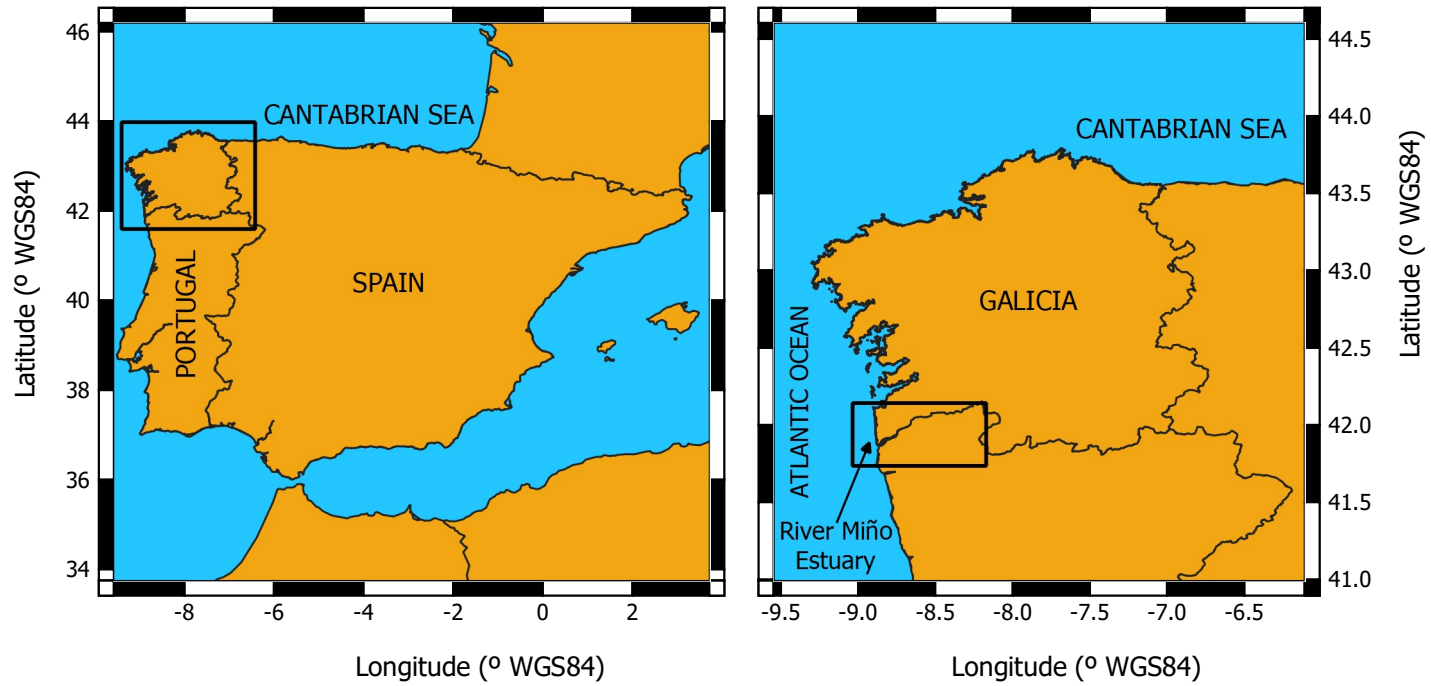 46
44
42
40
38
36
34
Latitude (º WGS84)
CANTABRIAN SEA
PORTUGAL
SPAIN
-8
-6
-4
-2
0
2
Longitude (º WGS84)
CANTABRIAN SEA
GALICIA
ATLANTIC OCEAN
River Miño
Estuary
44.5
44.0
43.5
43.0
42.5
42.0
41.5
41.0
Latitude (º WGS84)
-9.5
-9.0
-8.5
-8.0
-7.5
-7.0
-6.5
Longitude (º WGS84)